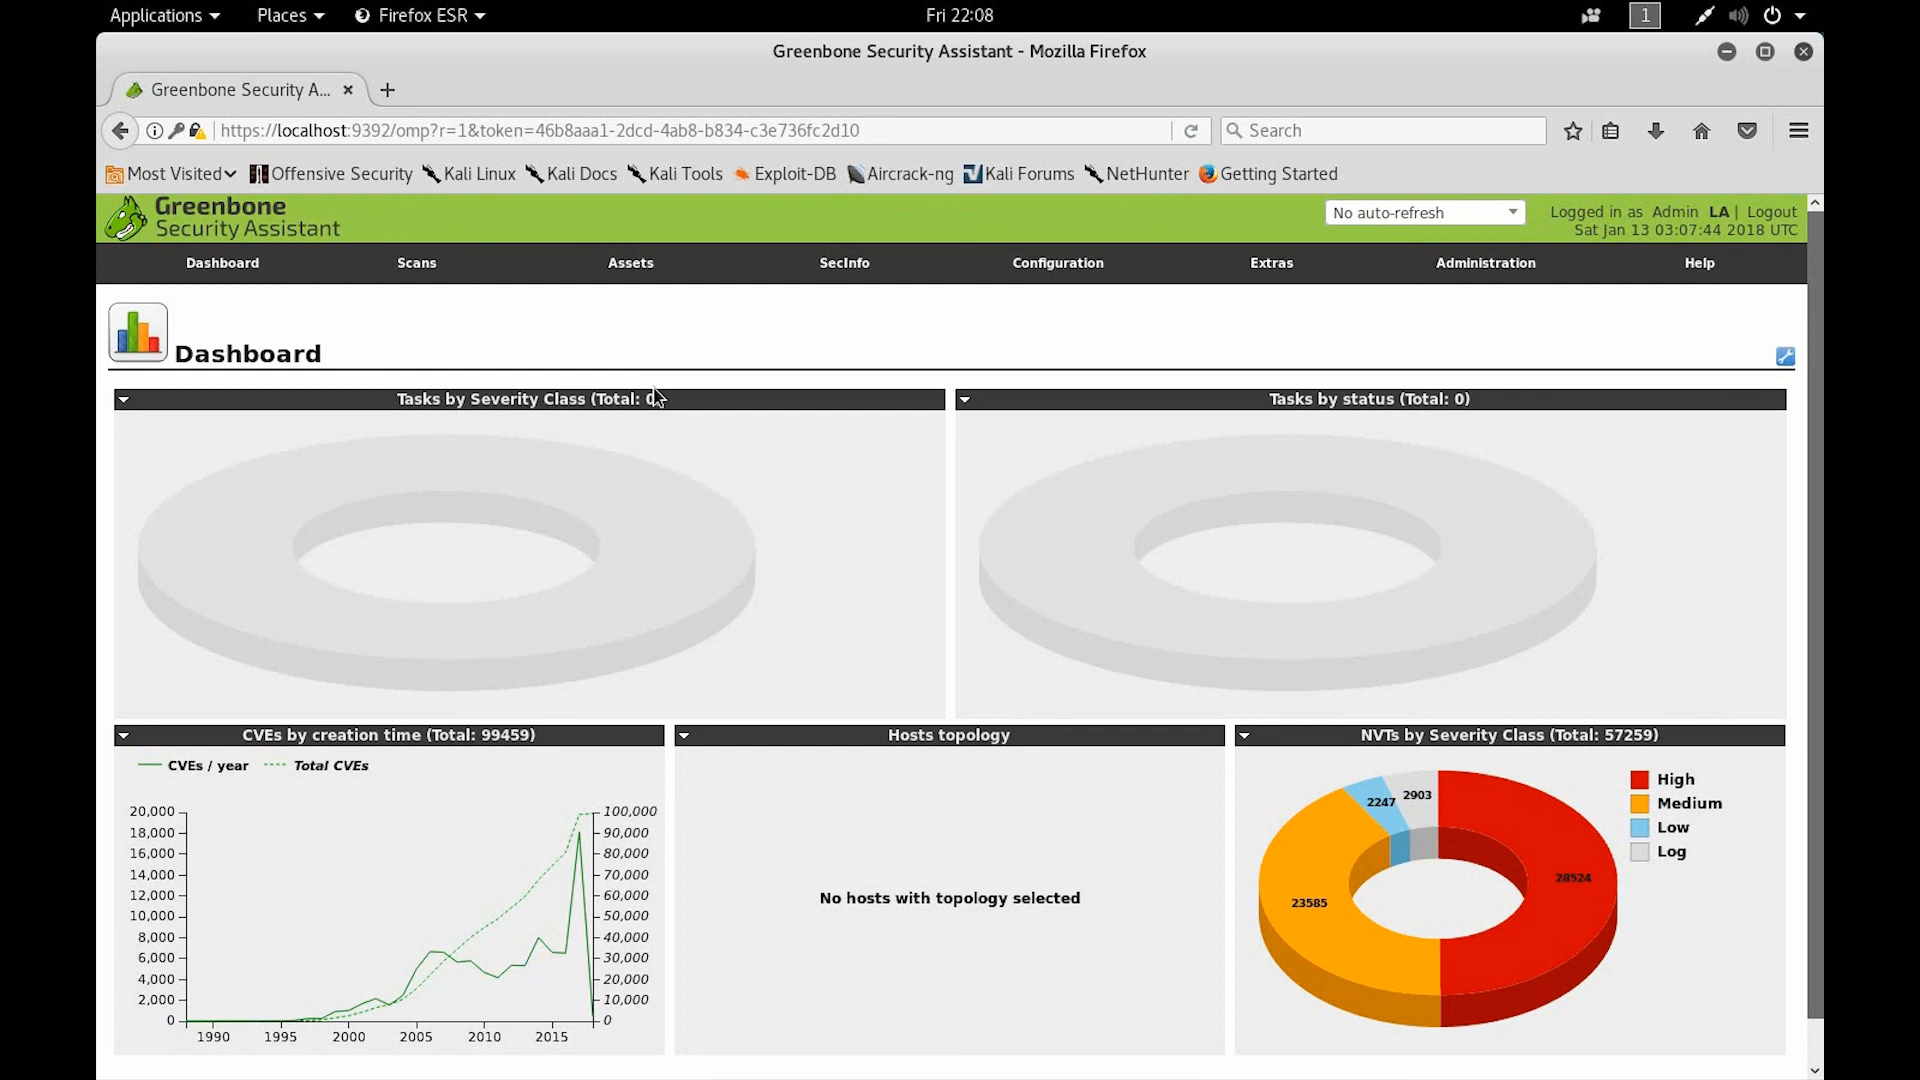 Applications Places Firefox ESR Fri 22:08 1
Greenbone Security Assistant - Mozilla Firefox
Greenbone Security A...
https://localhost:9392/omp?r=1&token=46b8aaa1-2dcd-4ab8-b834-c3e736fc2d10 Search
Most Visited Offensive Security Kali Linux Kali Docs Kali Tools Exploit-DB Aircrack-ng Kali Forums NetHunter Getting Started
Greenbone
Security Assistant
No auto-refresh
Logged in as Admin LA | Logout
Sat Jan 13 03:07:44 2018 UTC
Dashboard Scans Assets SecInfo Configuration Extras Administration Help
Dashboard
Tasks by Severity Class (Total: 0
Tasks by status (Total: 0)
CVEs by creation time (Total: 99459)
CVEs / year Total CVEs
20,000 100,000
18,000 90,000
16,000 80,000
14,000 70,000
12,000 60,000
10,000 50,000
8,000 40,000
6,000 30,000
4,000 20,000
2,000 10,000
0 0
1990 1995 2000 2005 2010 2015
Hosts topology
No hosts with topology selected
NVTs by Severity Class (Total: 57259)
2247 2903
28524
23585
High
Medium
Low
Log